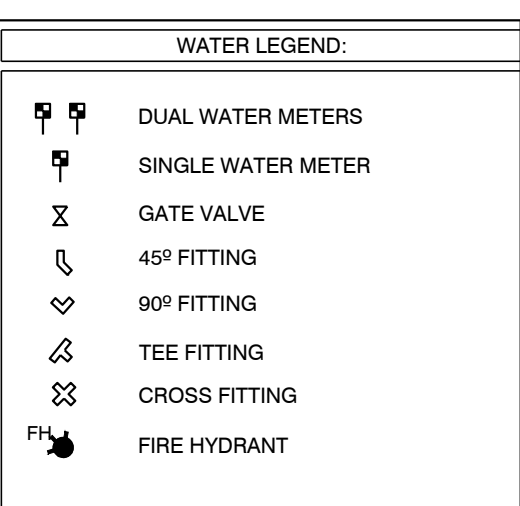 WATER LEGEND:
DUAL WATER METERS
SINGLE WATER METER
GATE VALVE
45º FITTING
90º FITTING
TEE FITTING
CROSS FITTING
FH FIRE HYDRANT